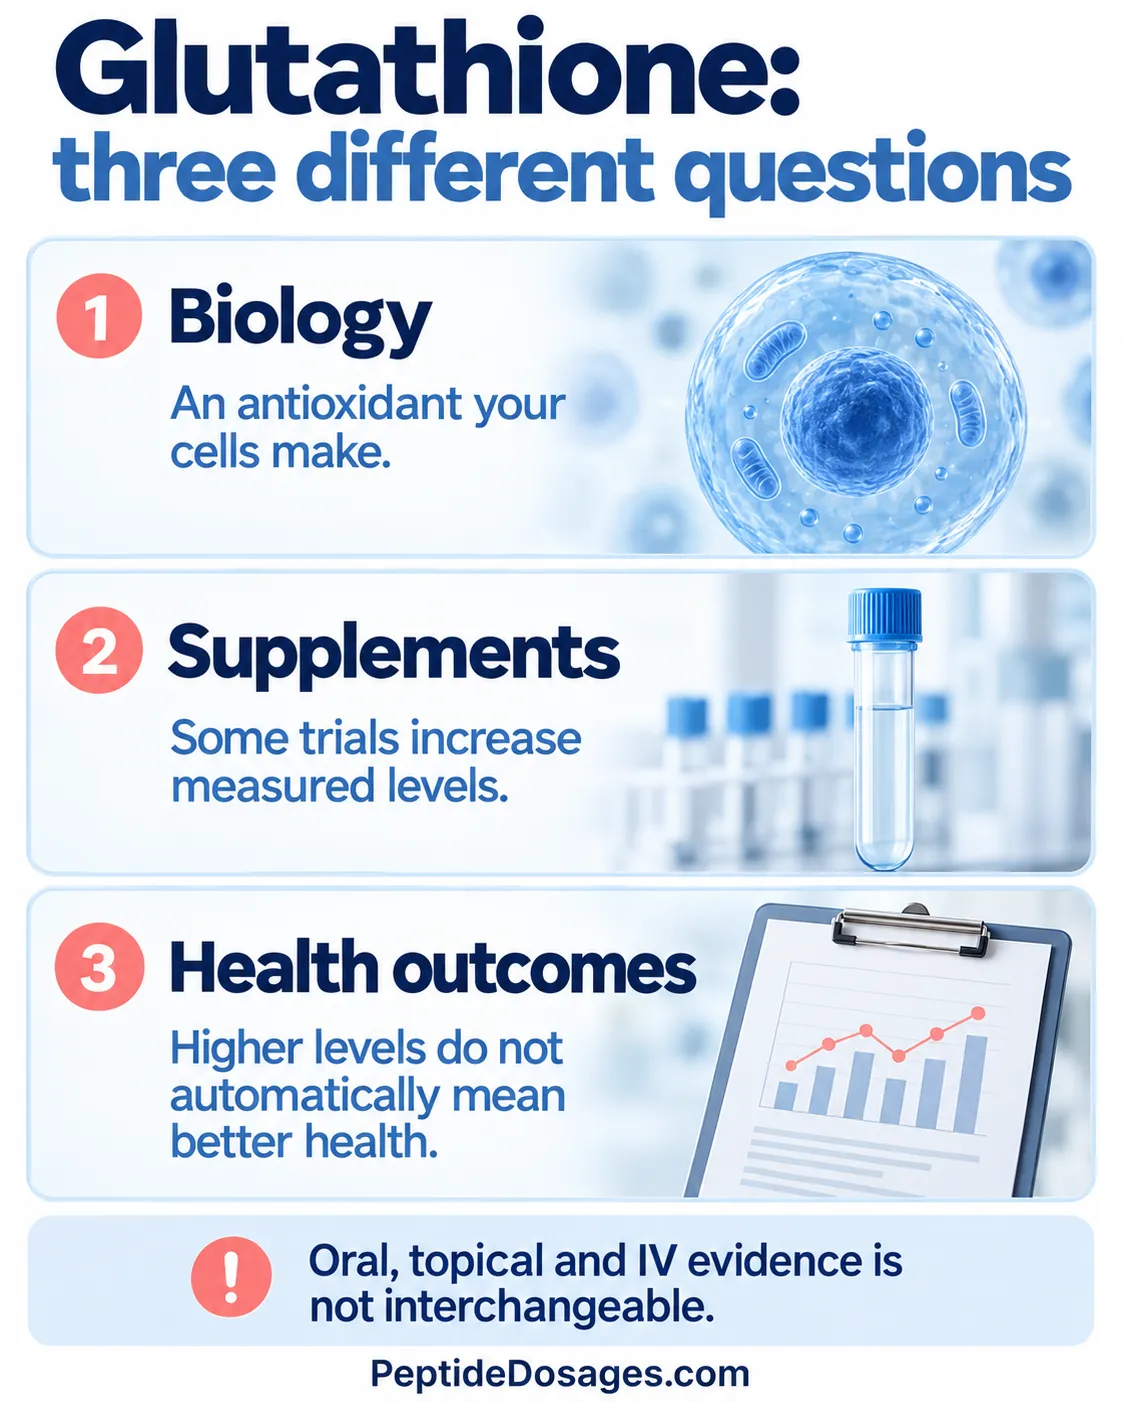 Glutathione:
three different questions
1
Biology
An antioxidant your
cells make.
2
Supplements
Some trials increase
measured levels.
3
Health outcomes
Higher levels do not
automatically mean
better health.
!
Oral, topical and IV evidence is
not interchangeable.
PeptideDosages.com